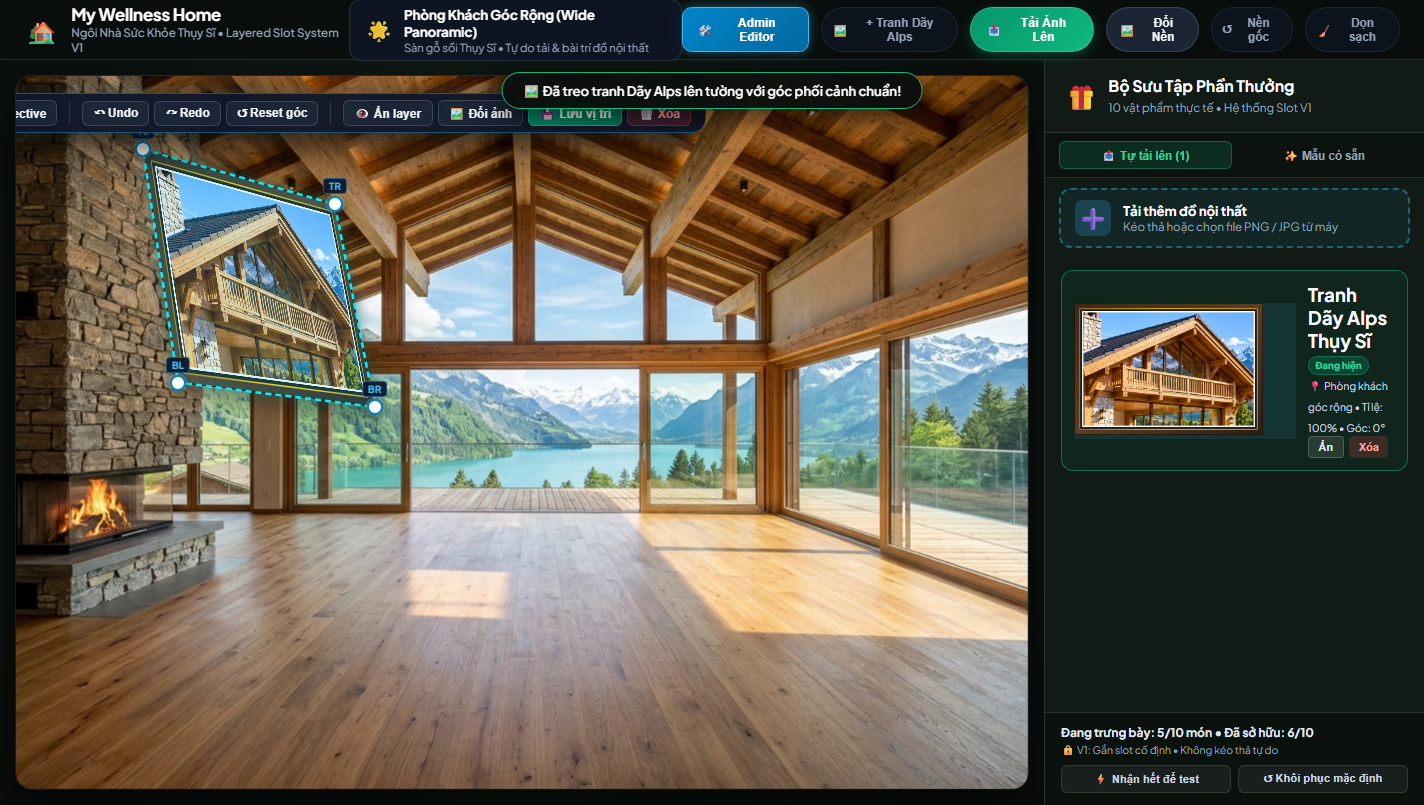 My Wellness Home
Ngôi Nhà Sức Khỏe Thụy Sĩ • Layered Slot System
V1
Phòng Khách Góc Rộng (Wide
Panoramic)
Sàn gỗ sồi Thụy Sĩ • Tự do tải & bài trí đồ nội thất
Admin
Editor
+ Tranh Dãy
Alps
Tải Ảnh
Lên
Đổi
Nền
Nền
gốc
Dọn
sạch
Đã treo tranh Dãy Alps lên tường với góc phối cảnh chuẩn!
ective
Undo
Redo
Reset góc
Ẩn layer
Đổi ảnh
Lưu vị trí
Xóa
TR
BL
BR
Bộ Sưu Tập Phần Thưởng
10 vật phẩm thực tế • Hệ thống Slot V1
Tự tải lên (1)
Mẫu có sẵn
Tải thêm đồ nội thất
Kéo thả hoặc chọn file PNG / JPG từ máy
Tranh
Dãy Alps
Thụy Sĩ
Đang hiện
Phòng khách
góc rộng • Tỉ lệ:
100% • Góc: 0°
Ẩn
Xóa
Đang trưng bày: 5/10 món • Đã sở hữu: 6/10
V1: Gắn slot cố định • Không kéo thả tự do
Nhận hết để test
Khôi phục mặc định